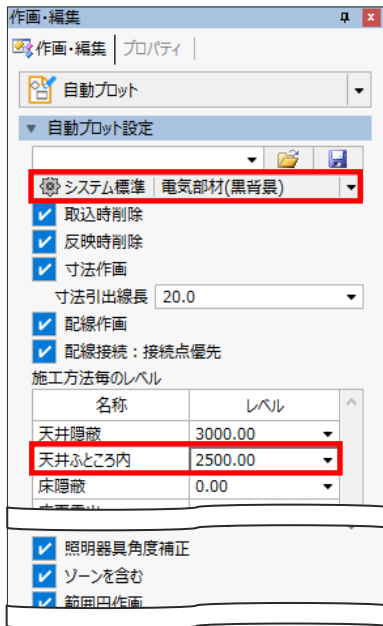 作画・編集
作画・編集 プロパティ
自動プロット
自動プロット設定
システム標準 電気部材(黒背景)
取込時削除
反映時削除
寸法作画
寸法引出線長 20.0
配線作画
配線接続：接続点優先
施工方法毎のレベル
名称 レベル
天井隠蔽 3000.00
天井ふところ内 2500.00
床隠蔽 0.00
照明器具角度補正
ゾーンを含む
範囲円作画